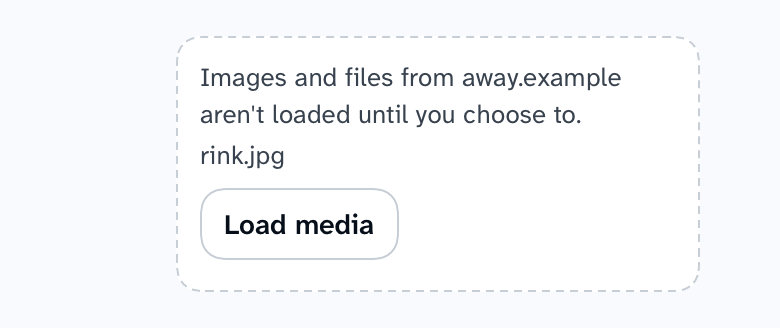 Images and files from away.example
aren't loaded until you choose to.
rink.jpg
Load media